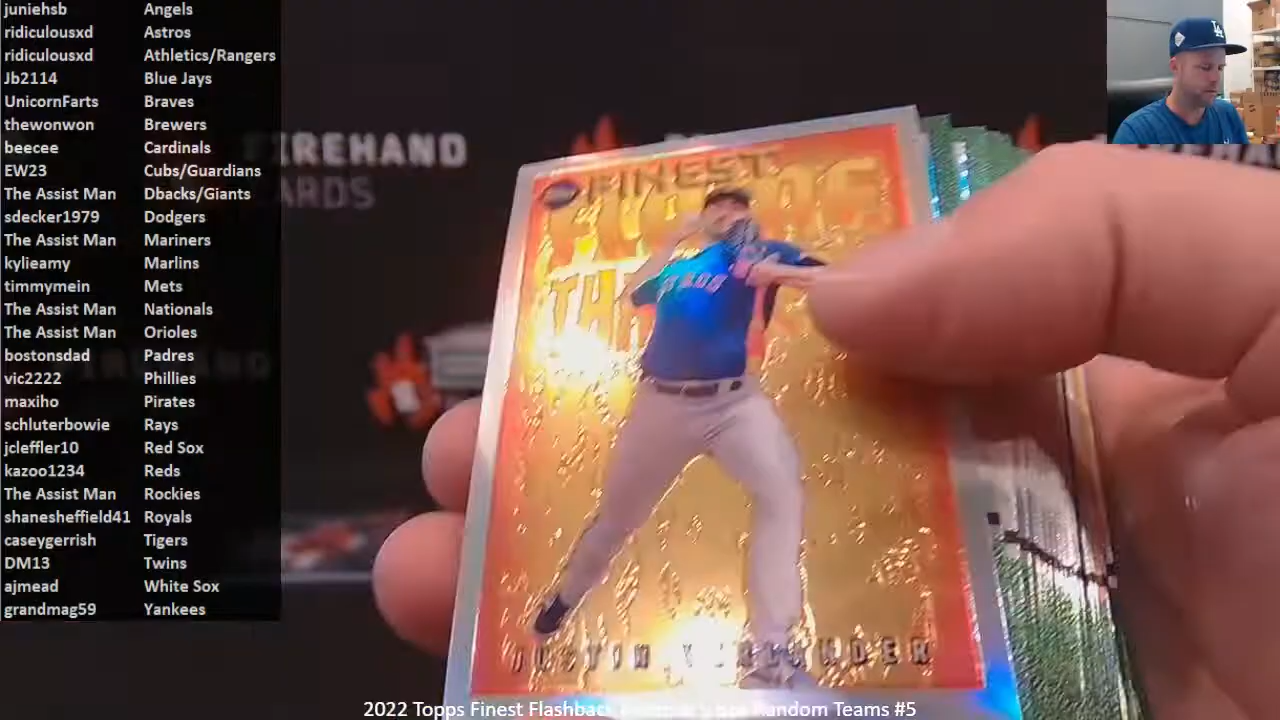 juniehsb Angels
ridiculousxd Astros
ridiculousxd Athletics/Rangers
Jb2114 Blue Jays
UnicornFarts Braves
thewonwon Brewers
beecee Cardinals
EW23 Cubs/Guardians
The Assist Man Dbacks/Giants
sdecker1979 Dodgers
The Assist Man Mariners
kylieamy Marlins
timmymein Mets
The Assist Man Nationals
The Assist Man Orioles
bostonsdad Padres
vic2222 Phillies
maxiho Pirates
schluterbowie Rays
jcleffler10 Red Sox
kazoo1234 Reds
The Assist Man Rockies
shanesheffield41 Royals
caseygerrish Tigers
DM13 Twins
ajmead White Sox
grandmag59 Yankees
FINEST
JUSTIN VERLANDER
LA
2022 Topps Finest Flashback Random Teams #5